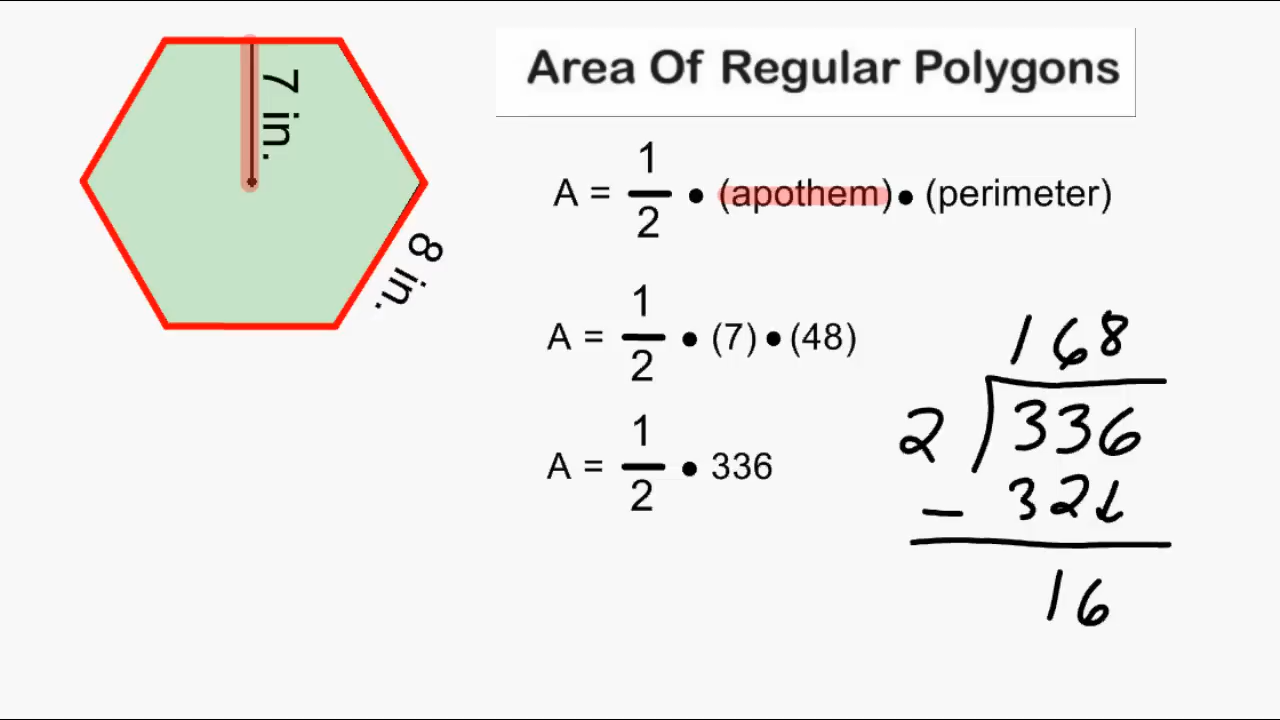 7 in.
8 in.
Area Of Regular Polygons
A = 1/2 • (apothem) • (perimeter)
A = 1/2 • (7) • (48)
A = 1/2 • 336
168
2 336
- 32↓
16